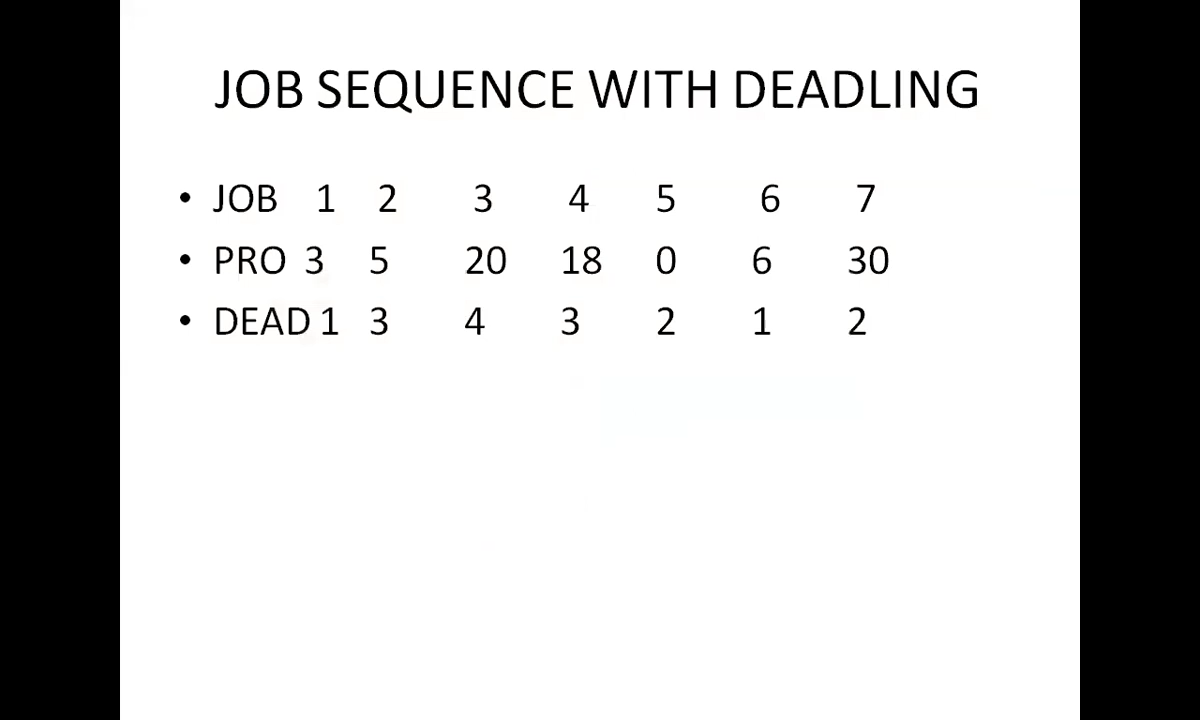 JOB SEQUENCE WITH DEADLING
• JOB 1 2 3 4 5 6 7
• PRO 3 5 20 18 0 6 30
• DEAD 1 3 4 3 2 1 2